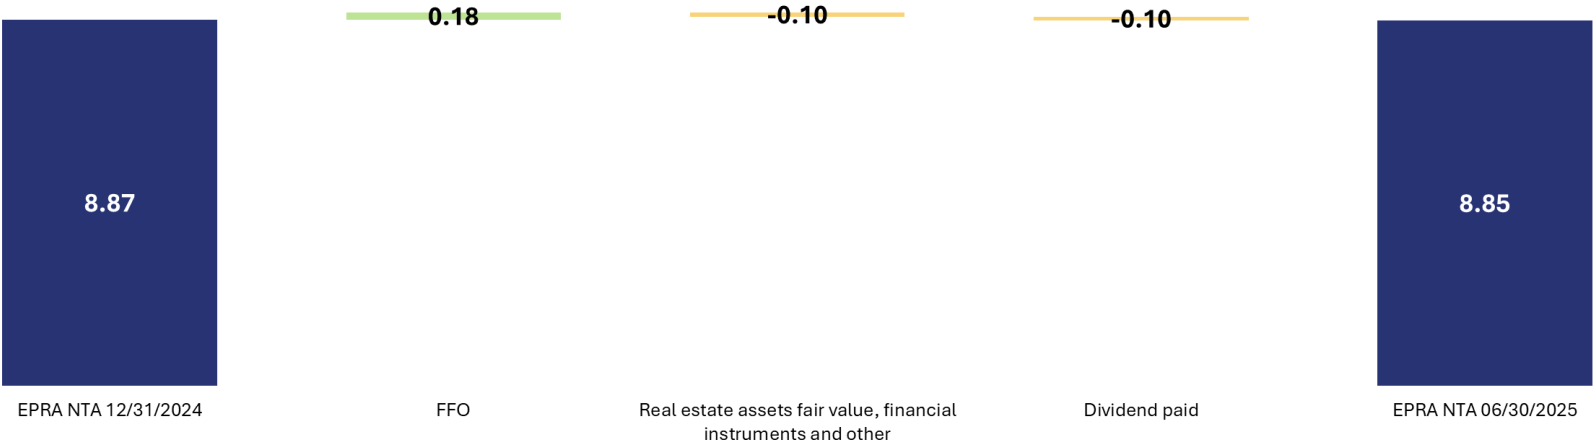 0.18
-0.10
-0.10
8.87
8.85
EPRA NTA 12/31/2024
FFO
Real estate assets fair value, financial
instruments and other
Dividend paid
EPRA NTA 06/30/2025